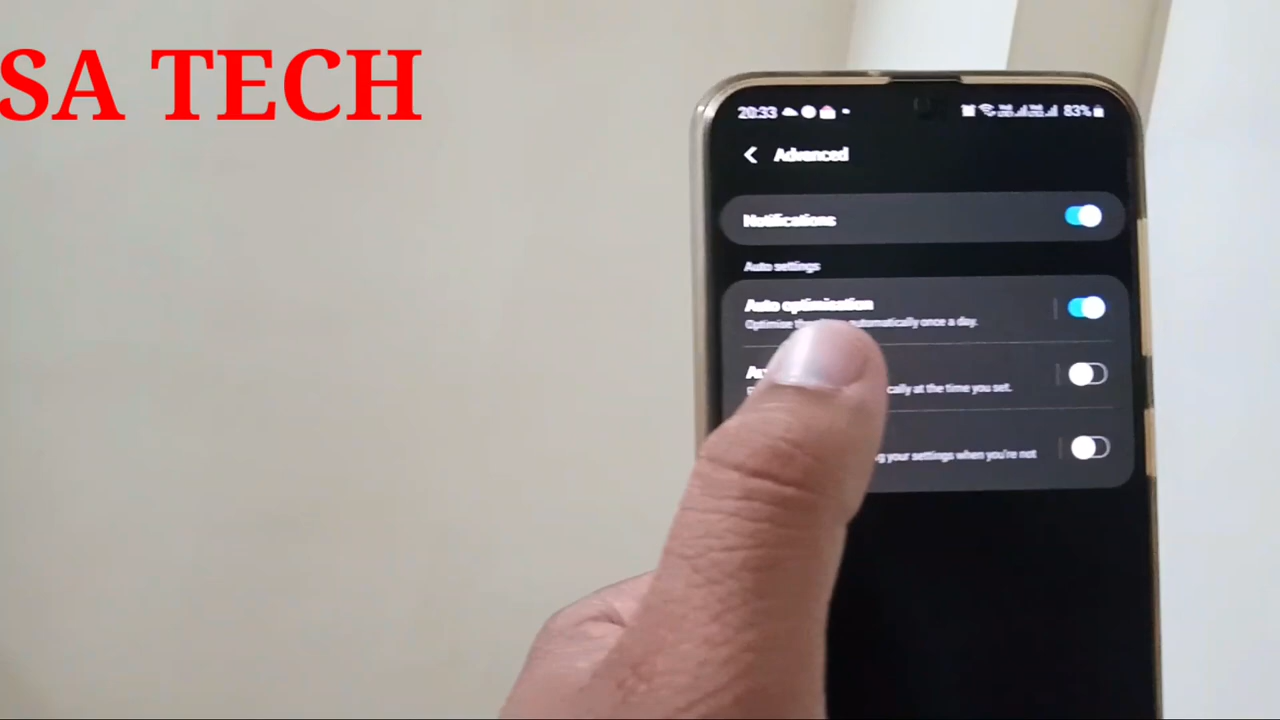 SA TECH
20:33 83%
Advanced
Notifications
Auto settings
Auto optimisation
Optimise automatically once a day.
cally at the time you set.
g your settings when you're not